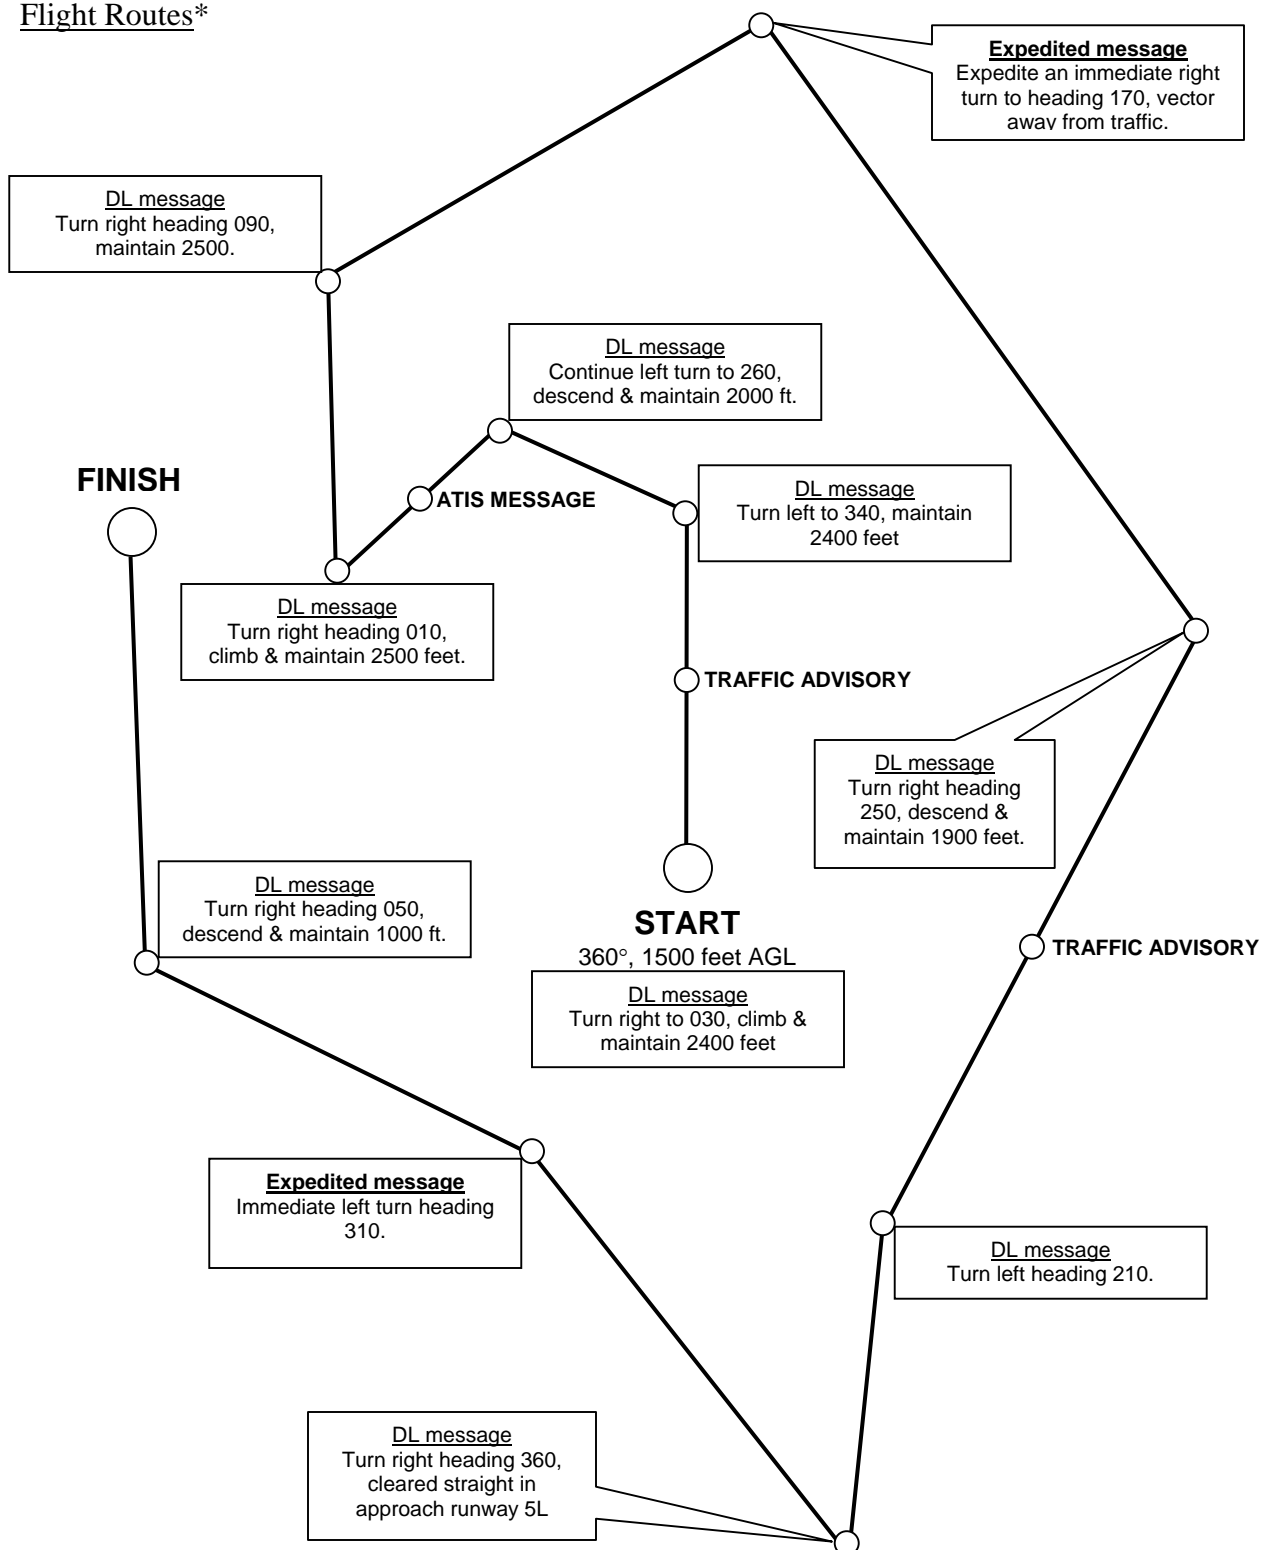 Flight Routes*
Expedited message
Expedite an immediate right
turn to heading 170, vector
away from traffic.
DL message
Turn right heading 090,
maintain 2500.
DL message
Continue left turn to 260,
descend & maintain 2000 ft.
FINISH
ATIS MESSAGE
DL message
Turn left to 340, maintain
2400 feet
DL message
Turn right heading 010,
climb & maintain 2500 feet.
TRAFFIC ADVISORY
DL message
Turn right heading
250, descend &
maintain 1900 feet.
DL message
Turn right heading 050,
descend & maintain 1000 ft.
START
360°, 1500 feet AGL
DL message
Turn right to 030, climb &
maintain 2400 feet
TRAFFIC ADVISORY
Expedited message
Immediate left turn heading
310.
DL message
Turn left heading 210.
DL message
Turn right heading 360,
cleared straight in
approach runway 5L